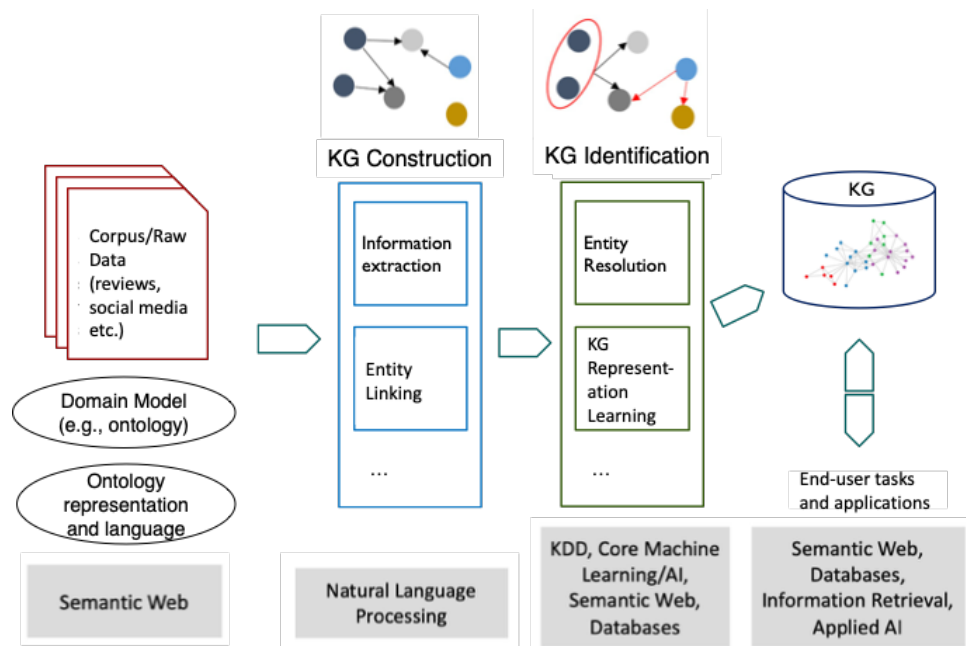 KG Construction
KG Identification
Corpus/Raw
Data
(reviews,
social media
etc.)
Domain Model
(e.g., ontology)
Ontology
representation
and language
Semantic Web
Information
extraction
Entity
Linking
...
Natural Language
Processing
Entity
Resolution
KG
Represent-
ation
Learning
...
KDD, Core Machine
Learning/AI,
Semantic Web,
Databases
KG
End-user tasks
and applications
Semantic Web,
Databases,
Information Retrieval,
Applied AI